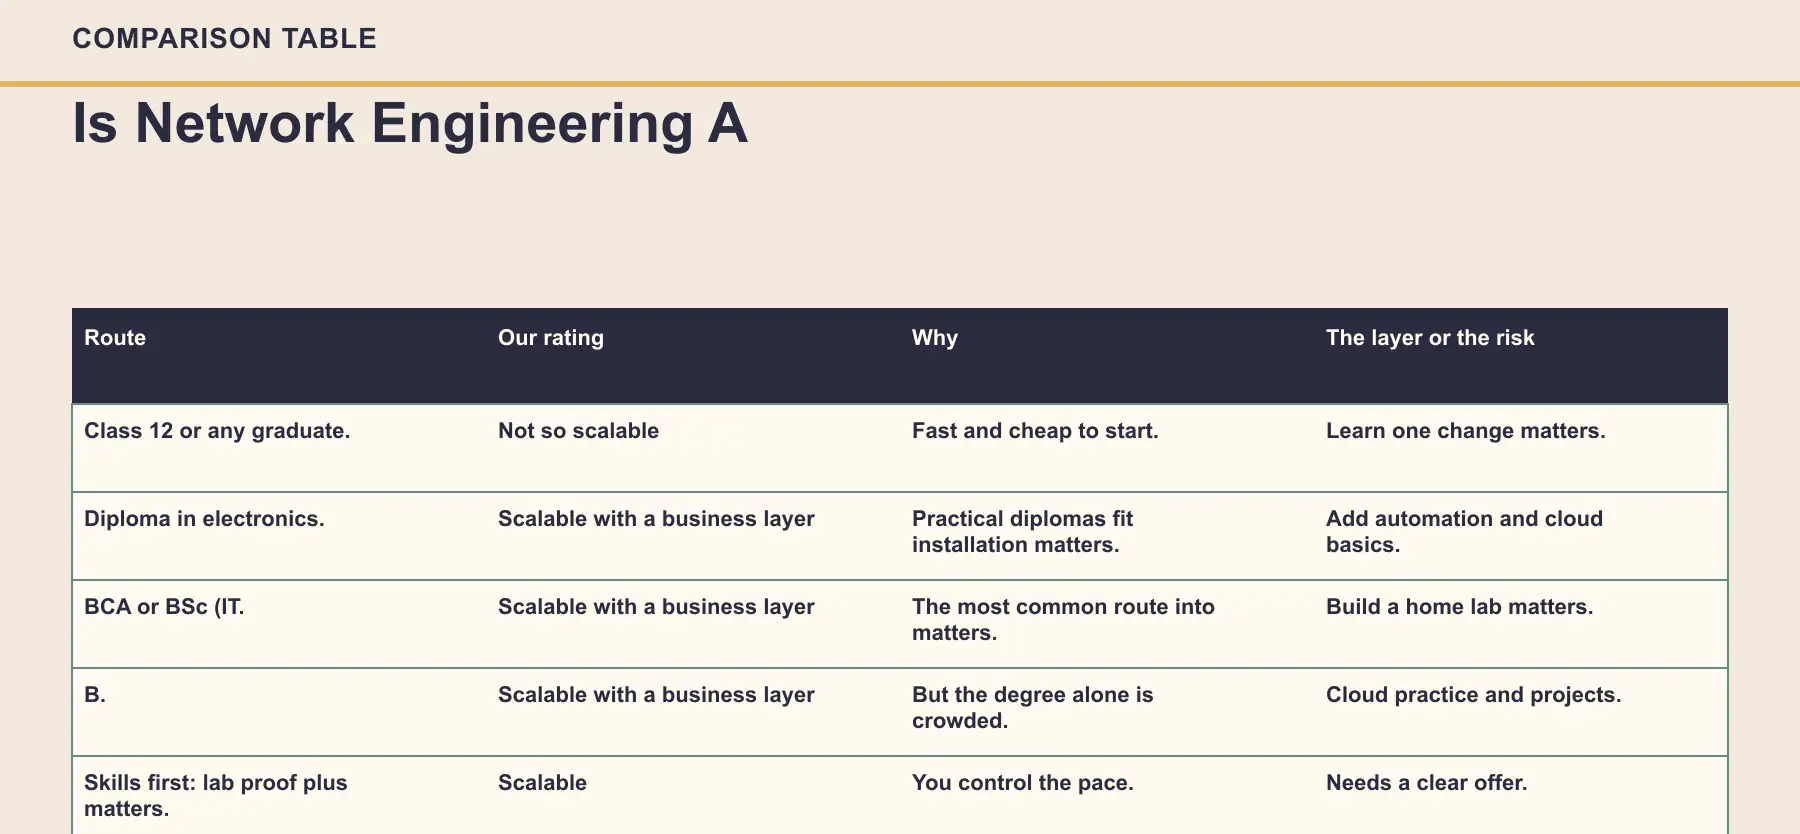 COMPARISON TABLE
Is Network Engineering A
Route Our rating Why The layer or the risk
Class 12 or any graduate. Not so scalable Fast and cheap to start. Learn one change matters.
Diploma in electronics. Scalable with a business layer Practical diplomas fit Add automation and cloud
installation matters. basics.
BCA or BSc (IT. Scalable with a business layer The most common route into Build a home lab matters.
matters.
B. Scalable with a business layer But the degree alone is Cloud practice and projects.
crowded.
Skills first: lab proof plus Scalable You control the pace. Needs a clear offer.
matters.